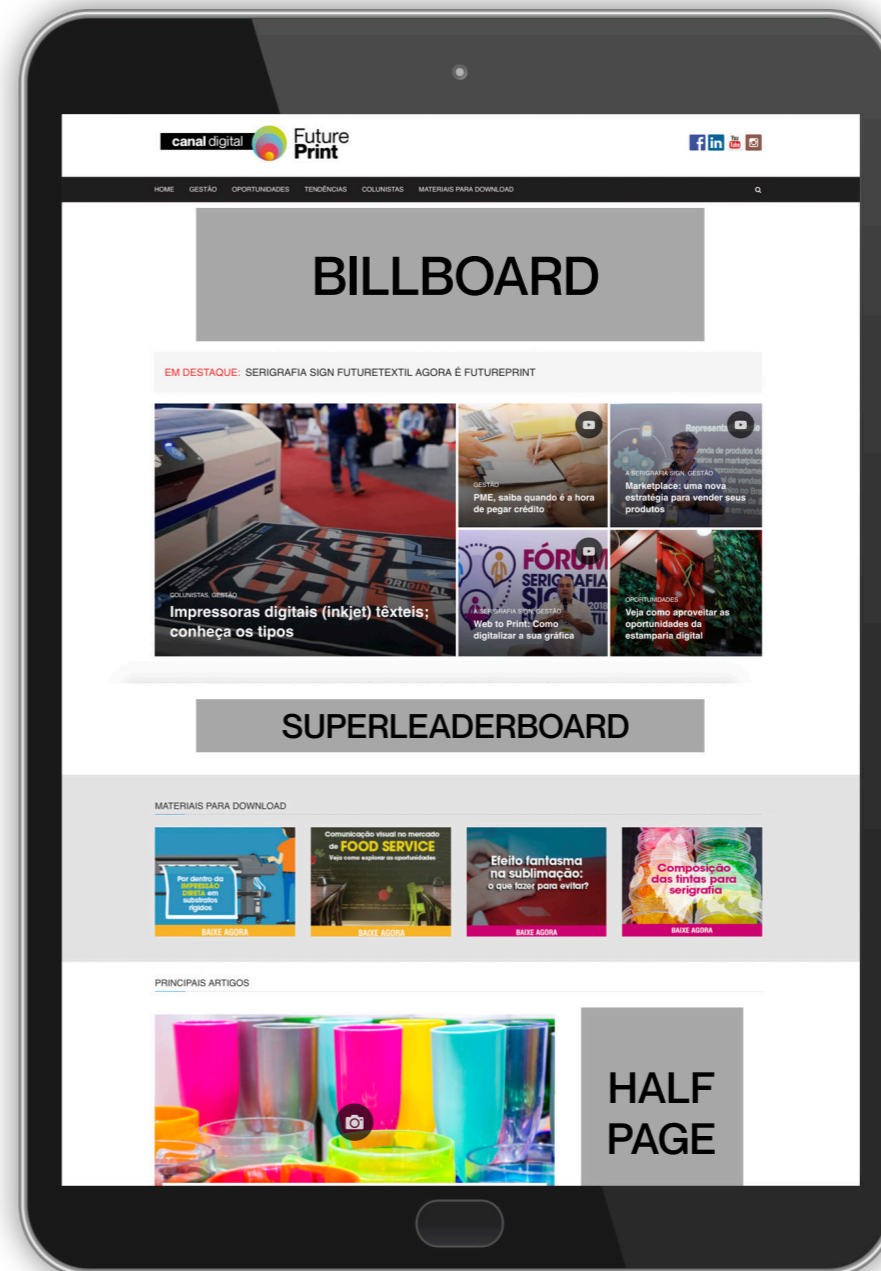 canal digital
Future
Print
You
Tube
HOME GESTÃO OPORTUNIDADES TENDÊNCIAS COLUNISTAS MATERIAIS PARA DOWNLOAD
BILLBOARD
EM DESTAQUE: SERIGRAFIA SIGN FUTURETEXTIL AGORA É FUTUREPRINT
COLUNISTAS, GESTÃO
Impressoras digitais (inkjet) têxteis;
conheça os tipos
ORIGINAL
GESTÃO
PME, saiba quando é a hora
de pegar crédito
A SERIGRAFIA SIGN, GESTÃO
Marketplace: uma nova
estratégia para vender seus
produtos
FÓRUM
SERIGRAFIA
SIGN
2018
A SERIGRAFIA SIGN, GESTÃO
Web to Print: Como
digitalizar a sua gráfica
OPORTUNIDADES
Veja como aproveitar as
oportunidades da
estamparia digital
SUPERLEADERBOARD
MATERIAIS PARA DOWNLOAD
Por dentro da
IMPRESSÃO
DIRETA em
substratos
rígidos
BAIXE AGORA
Comunicação visual no mercado
de FOOD SERVICE
Veja como explorar as oportunidades
BAIXE AGORA
Efeito fantasma
na sublimação:
o que fazer para evitar?
BAIXE AGORA
Composição
das tintas para
serigrafia
BAIXE AGORA
PRINCIPAIS ARTIGOS
HALF
PAGE